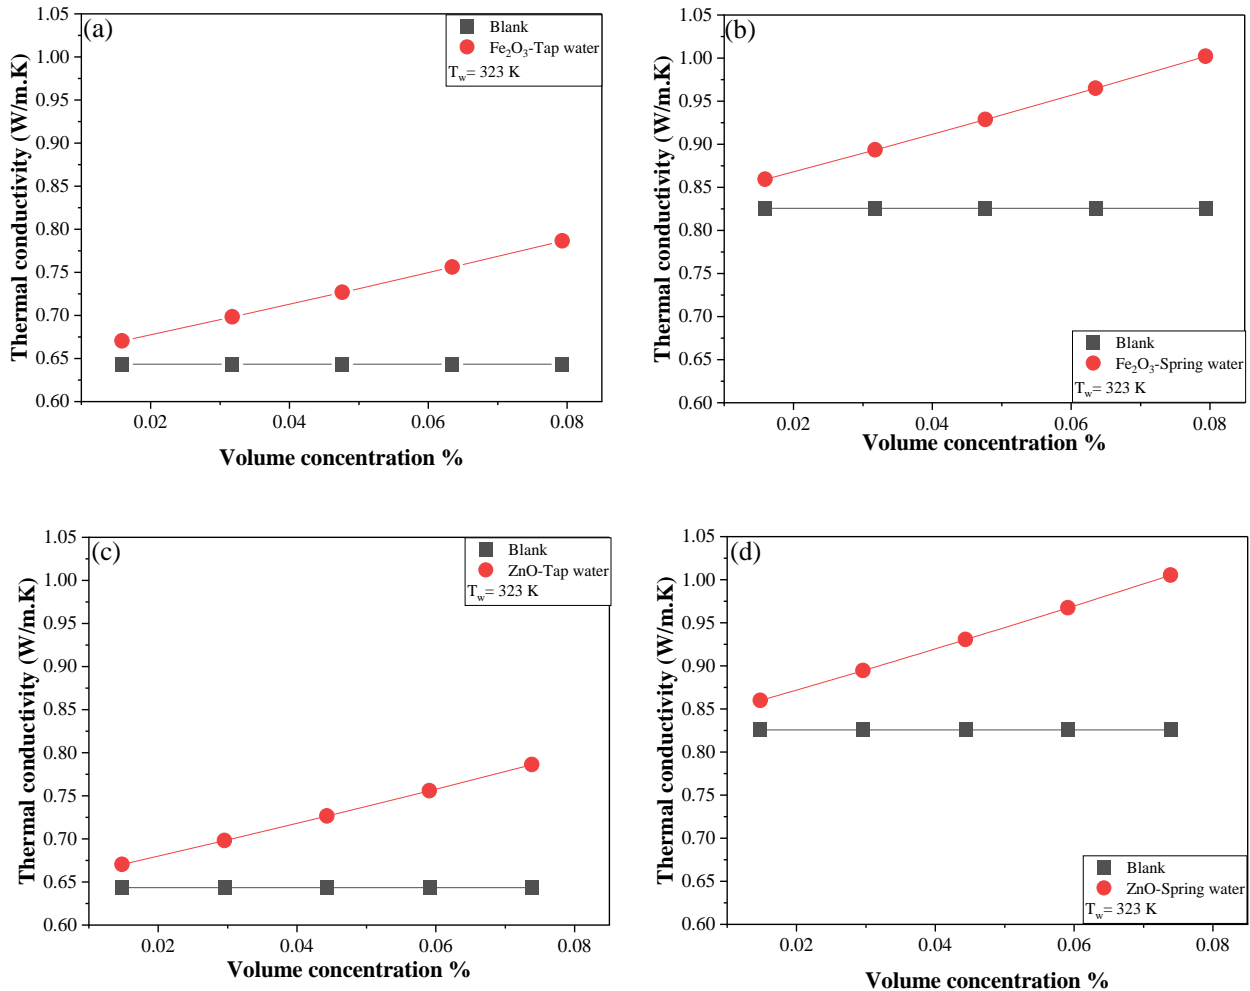 (a)
Blank
Fe₂O₃-Tap water
T_w= 323 K
1.05
1.00
0.95
0.90
0.85
0.80
0.75
0.70
0.65
0.60
Thermal conductivity (W/m.K)
0.02 0.04 0.06 0.08
Volume concentration %
(b)
1.05
1.00
0.95
0.90
0.85
0.80
0.75
0.70
0.65
0.60
Thermal conductivity (W/m.K)
Blank
Fe₂O₃-Spring water
T_w= 323 K
0.02 0.04 0.06 0.08
Volume concentration %
(c)
Blank
ZnO-Tap water
T_w= 323 K
1.05
1.00
0.95
0.90
0.85
0.80
0.75
0.70
0.65
0.60
Thermal conductivity (W/m.K)
0.02 0.04 0.06 0.08
Volume concentration %
(d)
1.05
1.00
0.95
0.90
0.85
0.80
0.75
0.70
0.65
0.60
Thermal conductivity (W/m.K)
Blank
ZnO-Spring water
T_w= 323 K
0.02 0.04 0.06 0.08
Volume concentration %